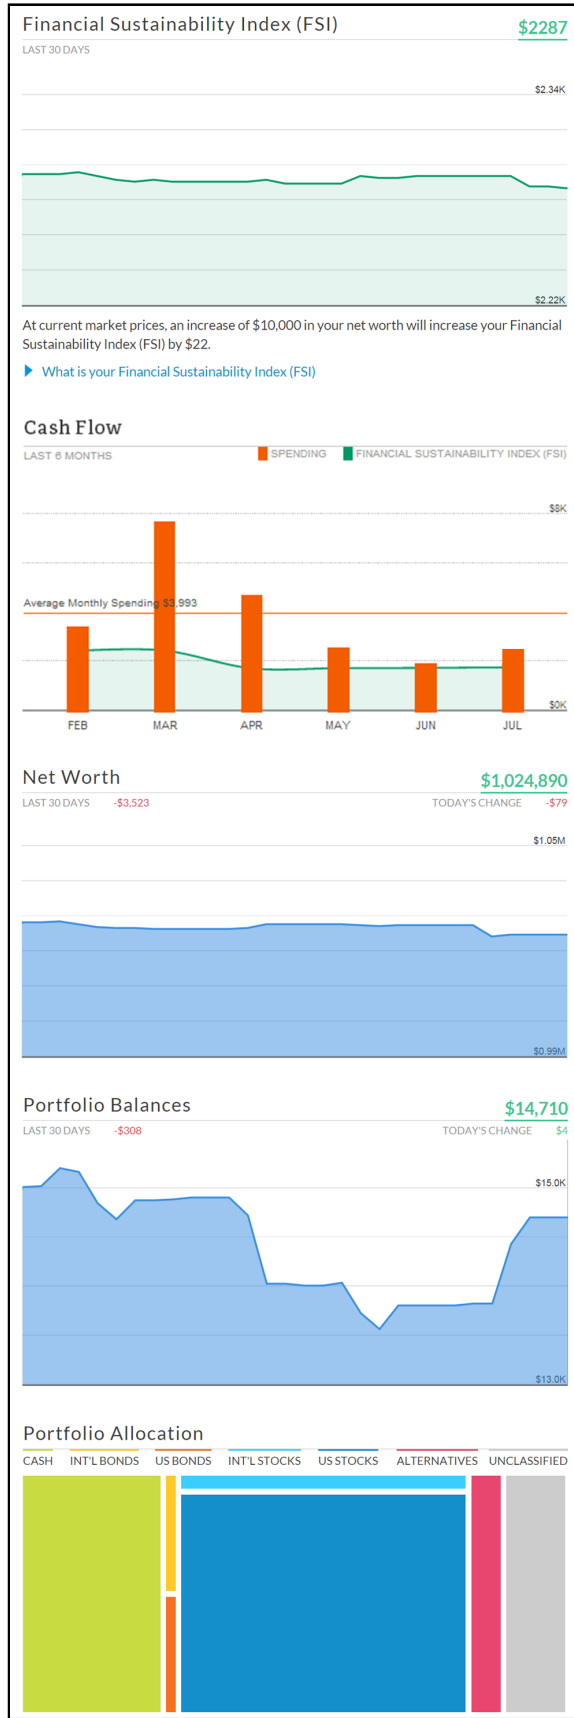 Financial Sustainability Index (FSI) $2287
LAST 30 DAYS
$2.34K
$2.22K
At current market prices, an increase of $10,000 in your net worth will increase your Financial
Sustainability Index (FSI) by $22.
What is your Financial Sustainability Index (FSI)
Cash Flow
LAST 6 MONTHS SPENDING FINANCIAL SUSTAINABILITY INDEX (FSI)
$8K
Average Monthly Spending $3,993
$0K
FEB MAR APR MAY JUN JUL
Net Worth $1,024,890
LAST 30 DAYS -$3,523 TODAY'S CHANGE -$79
$1.05M
$0.99M
Portfolio Balances $14,710
LAST 30 DAYS -$308 TODAY'S CHANGE $4
$15.0K
$13.0K
Portfolio Allocation
CASH INT'L BONDS US BONDS INT'L STOCKS US STOCKS ALTERNATIVES UNCLASSIFIED